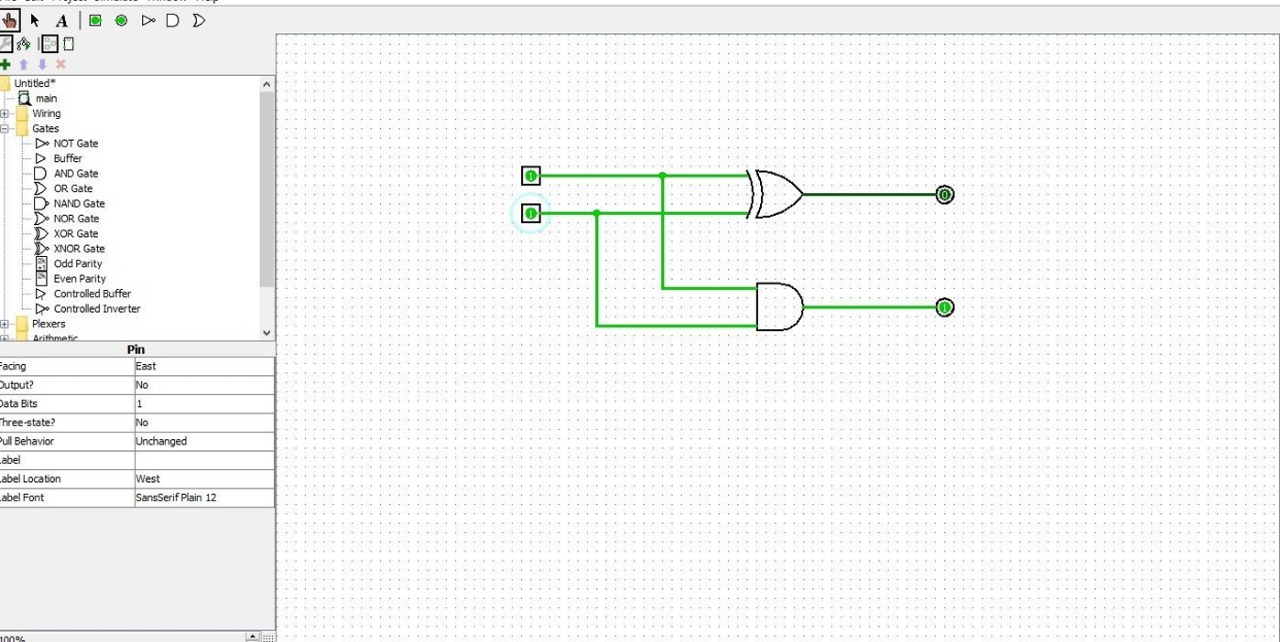 A
Untitled*
main
Wiring
Gates
NOT Gate
Buffer
AND Gate
OR Gate
NAND Gate
NOR Gate
XOR Gate
XNOR Gate
Odd Parity
Even Parity
Controlled Buffer
Controlled Inverter
Plexers
Arithmetic
Pin
Facing East
Output? No
Data Bits 1
Three-state? No
Pull Behavior Unchanged
Label
Label Location West
Label Font SansSerif Plain 12
100%
1
1
0
1